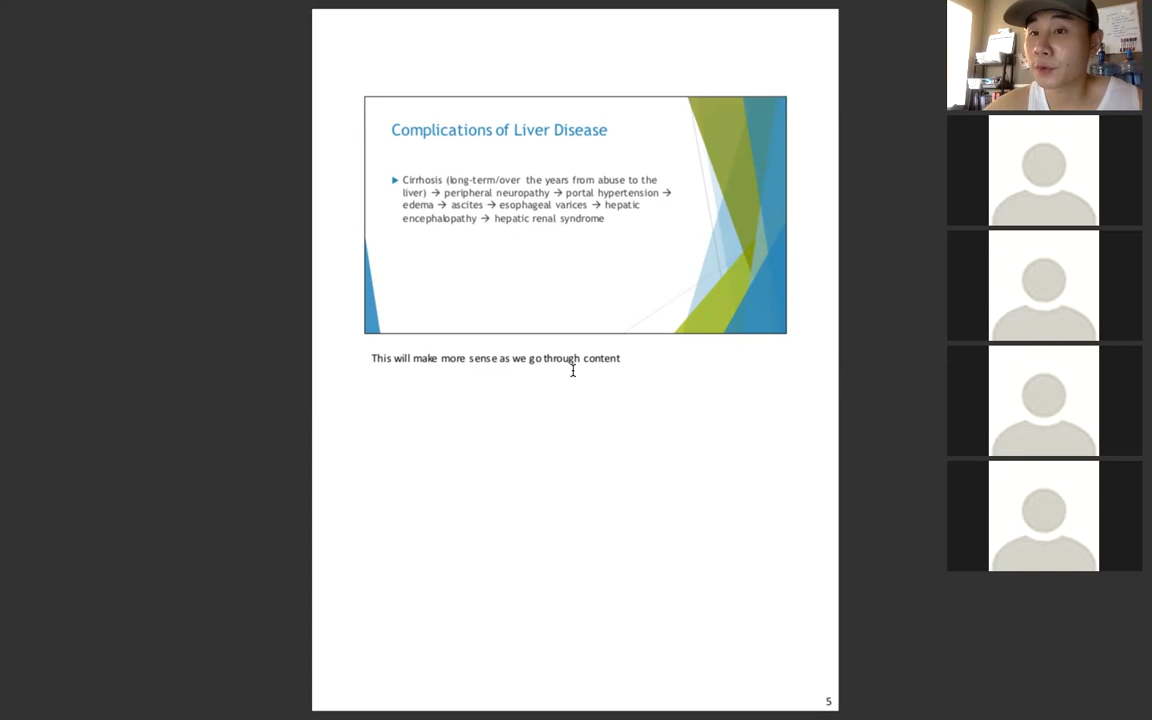 Complications of Liver Disease
Cirrhosis (long-term/over the years from abuse to the
liver) → peripheral neuropathy → portal hypertension →
edema → ascites → esophageal varices → hepatic
encephalopathy → hepatic renal syndrome
This will make more sense as we go through content
5